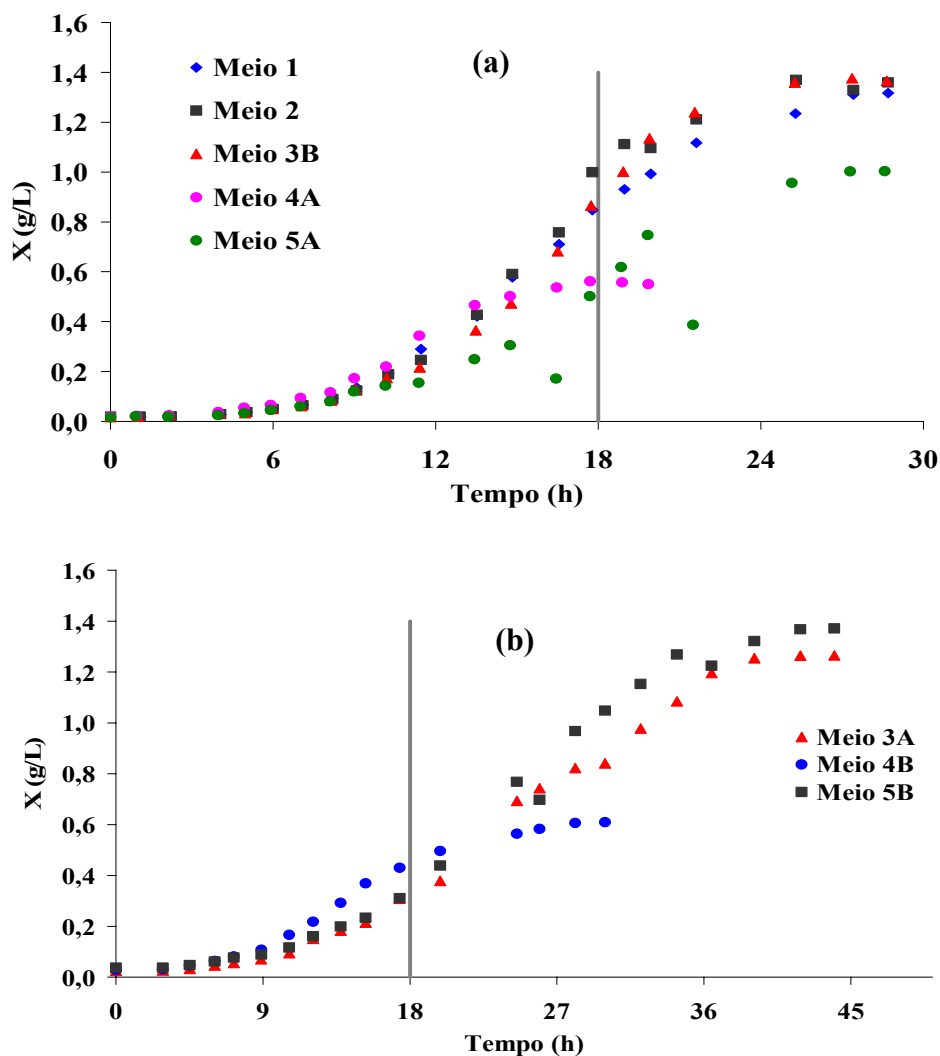 1,6
1,4
1,2
1,0
0,8
0,6
0,4
0,2
0,0
X (g/L)
(a)
Meio 1
Meio 2
Meio 3B
Meio 4A
Meio 5A
0 6 12 18 24 30
Tempo (h)
1,6
1,4
1,2
1,0
0,8
0,6
0,4
0,2
0,0
X (g/L)
(b)
Meio 3A
Meio 4B
Meio 5B
0 9 18 27 36 45
Tempo (h)